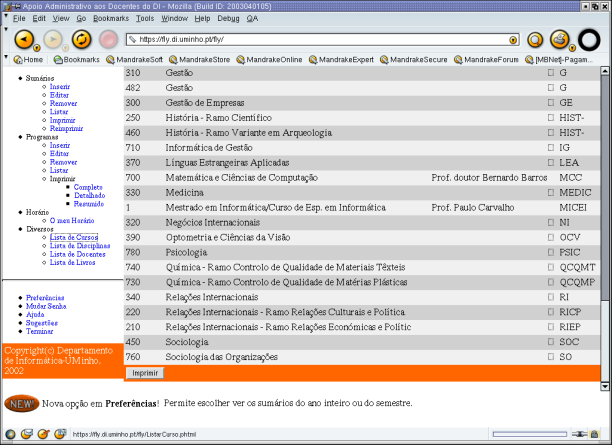 Apoio Administrativo aos Docentes do DI - Mozilla {Build ID: 2003040105}
File Edit View Go Bookmarks Tools Window Help Debug QA
https://fly.di.uminho.pt/fly/
Home Bookmarks MandrakeSoft MandrakeStore MandrakeOnline MandrakeExpert MandrakeSecure MandrakeForum [MBNet]-Pagam...
Sumários
Inserir
Editar
Remover
Listar
Imprimir
Reimprimir
Programas
Inserir
Editar
Remover
Listar
Imprimir
Completo
Detalhado
Resumido
Horário
O meu Horário
Diversos
Lista de Cursos
Lista de Disciplinas
Lista de Docentes
Lista de Livros
Preferências
Mudar Senha
Ajuda
Sugestões
Terminar
Copyright(c) Departamento
de Informática-UMinho.
2002
310 Gestão G
482 Gestão G
300 Gestão de Empresas GE
250 História - Ramo Científico HIST-
460 História - Ramo Variante em Arqueologia HIST-
710 Informática de Gestão IG
370 Línguas Estrangeiras Aplicadas LEA
700 Matemática e Ciências de Computação Prof. doutor Bernardo Barros MCC
330 Medicina MEDIC
1 Mestrado em Informática/Curso de Esp. em Informática Prof. Paulo Carvalho MICEI
320 Negócios Internacionais NI
390 Optometria e Ciências da Visão OCV
780 Psicologia PSIC
740 Química - Ramo Controlo de Qualidade de Materiais Têxteis QCQMT
730 Química - Ramo Controlo de Qualidade de Matérias Plásticas QCQMP
340 Relações Internacionais RI
220 Relações Internacionais - Ramo Relações Culturais e Política RICP
210 Relações Internacionais - Ramo Relações Económicas e Político RIEP
450 Sociologia SOC
760 Sociologia das Organizações SO
Imprimir
NEW! Nova opção em Preferências! Permite escolher ver os sumários do ano inteiro ou do semestre.
https://fly.di.uminho.pt/fly/ListarCurso.phtml